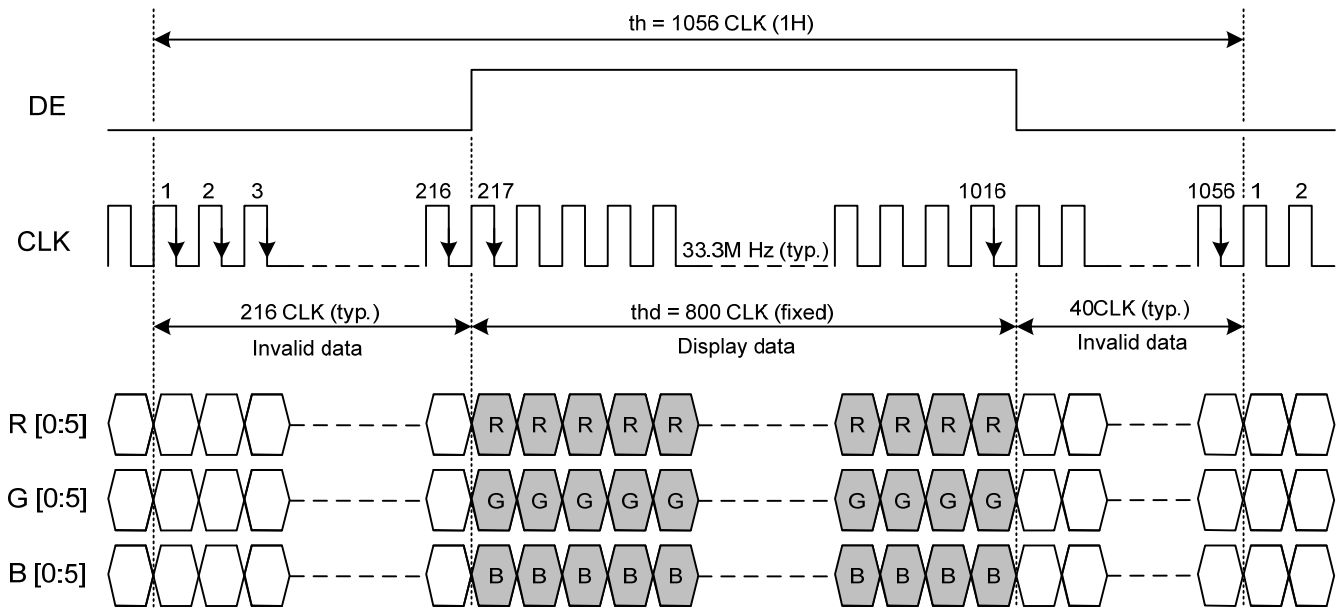 th = 1056 CLK (1H)
DE
1 2 3 216 217 1016 1056 1 2
CLK
33.3M Hz (typ.)
216 CLK (typ.) thd = 800 CLK (fixed) 40CLK (typ.)
Invalid data Display data Invalid data
R [0:5] R R R R R R R R R
G [0:5] G G G G G G G G G
B [0:5] B B B B B B B B B